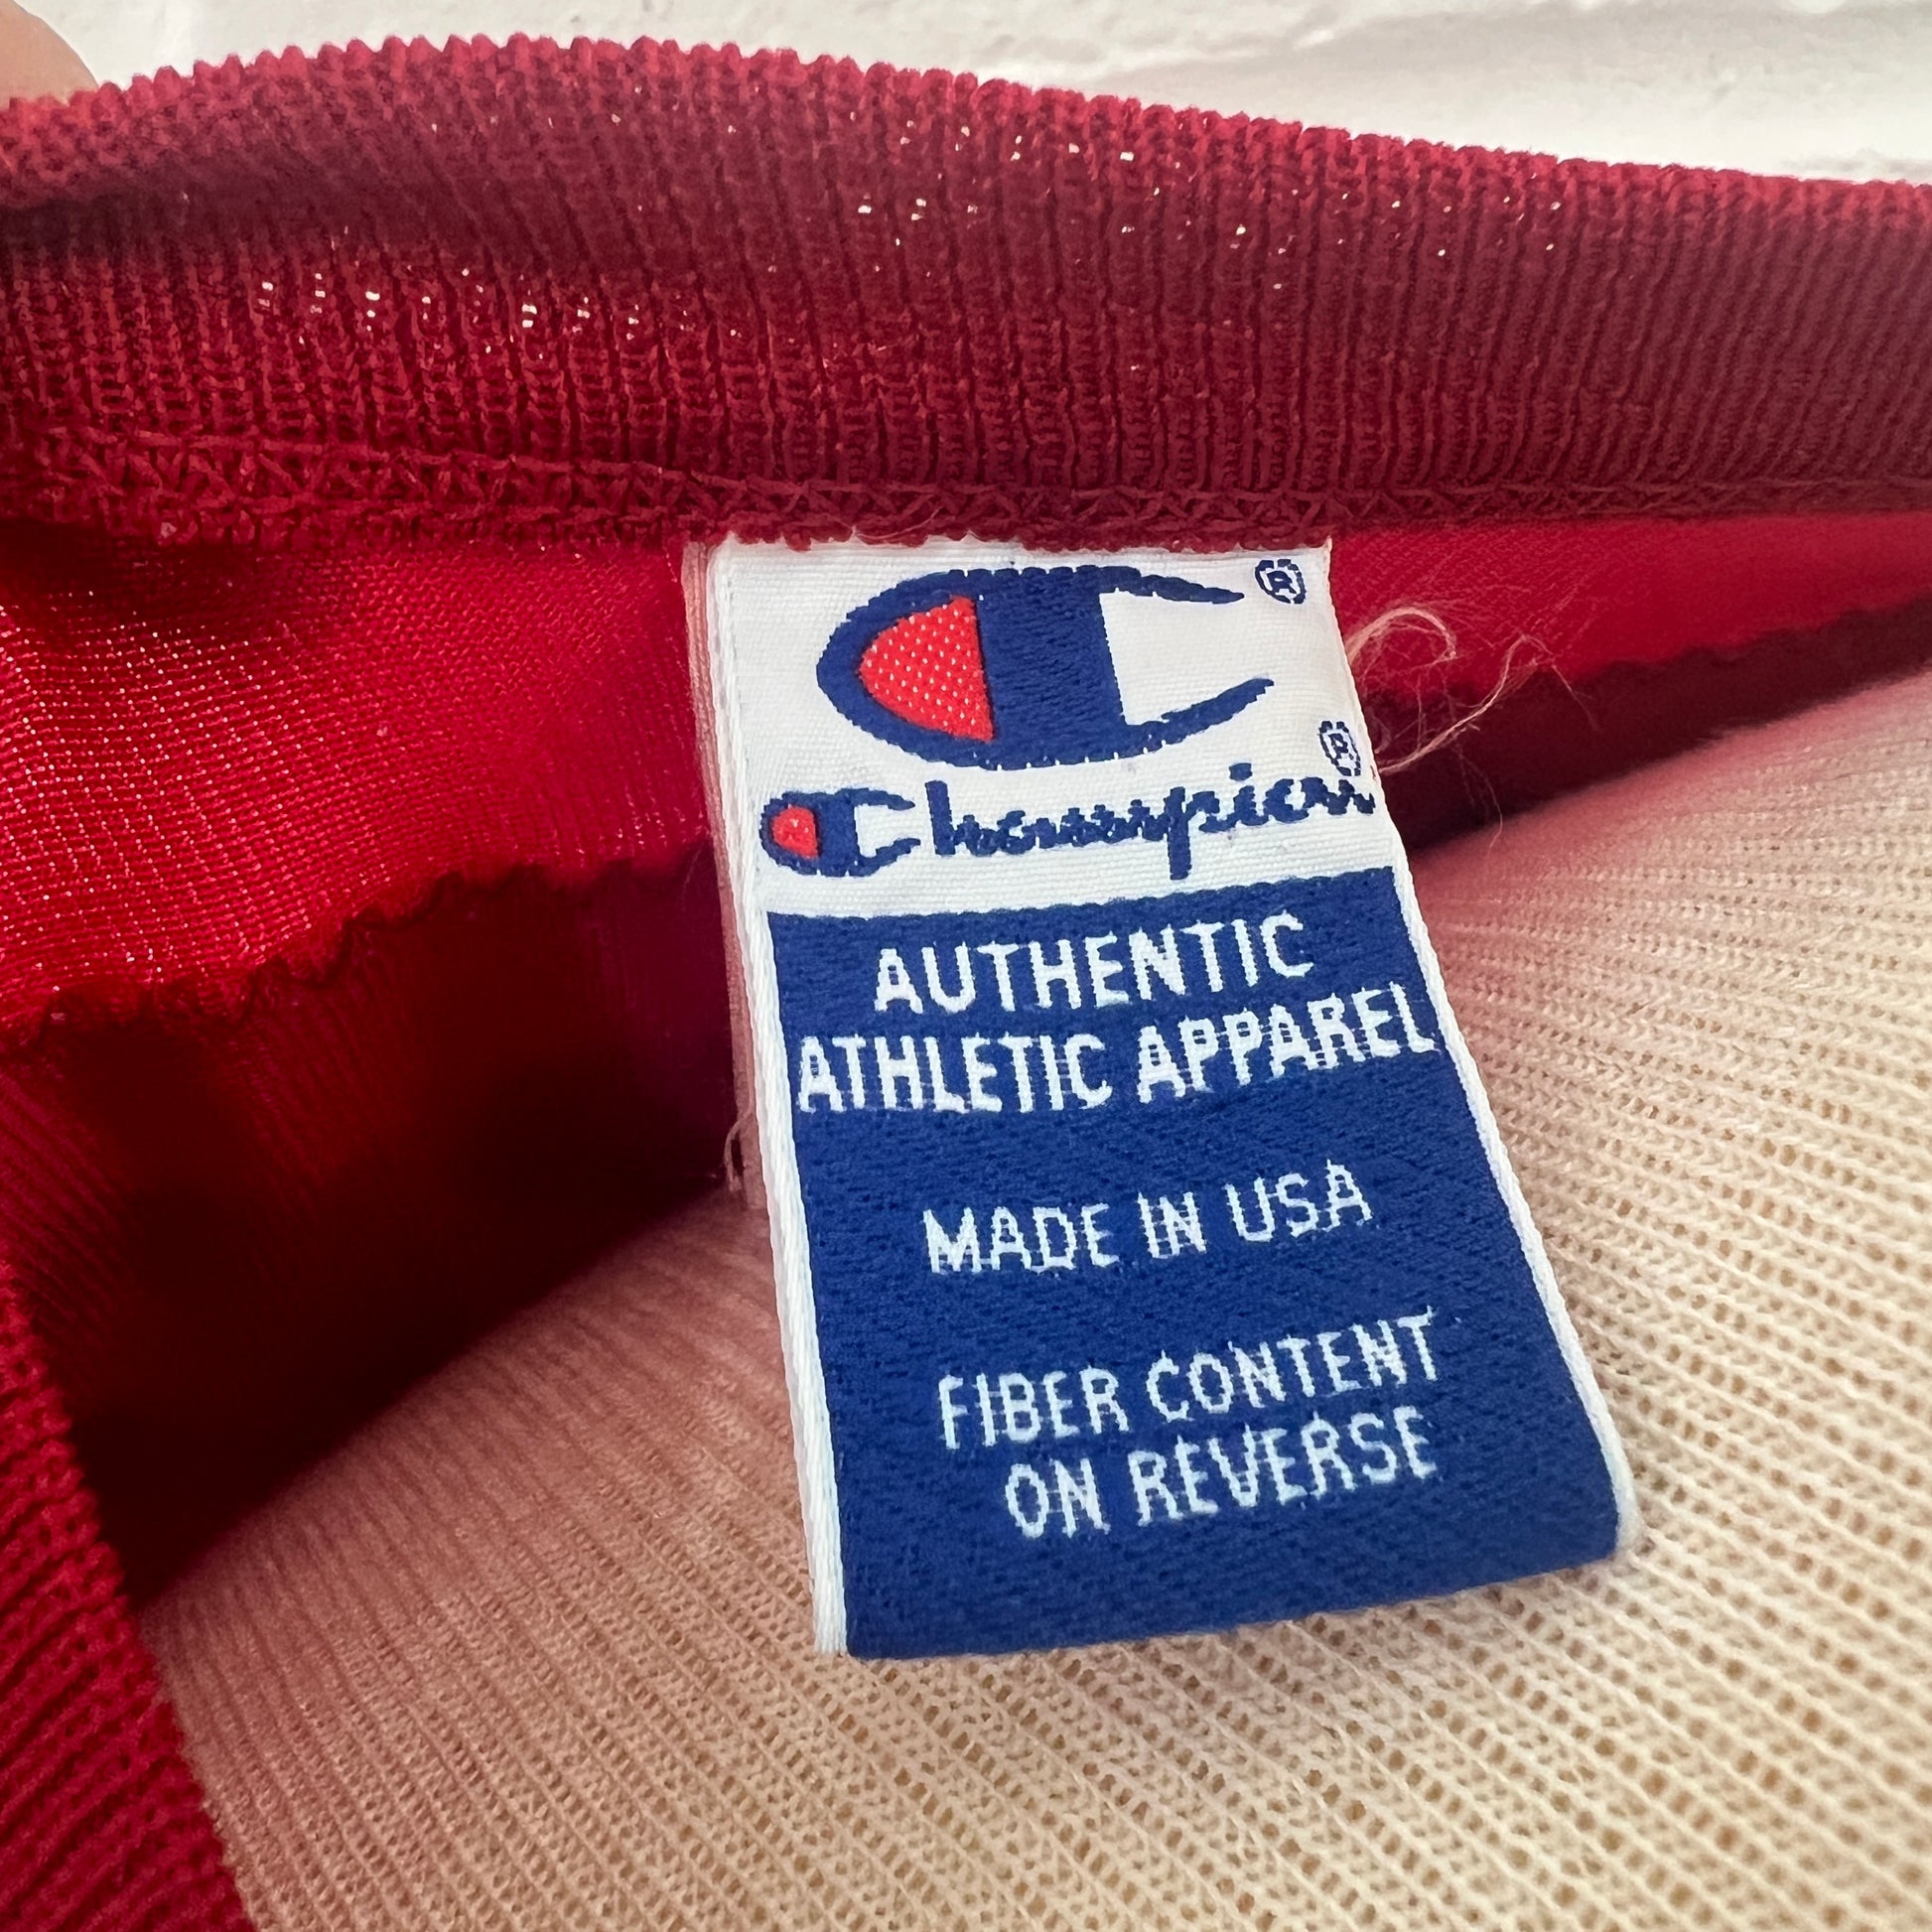 ®
Champion®
AUTHENTIC
ATHLETIC APPAREL
MADE IN USA
FIBER CONTENT
ON REVERSE